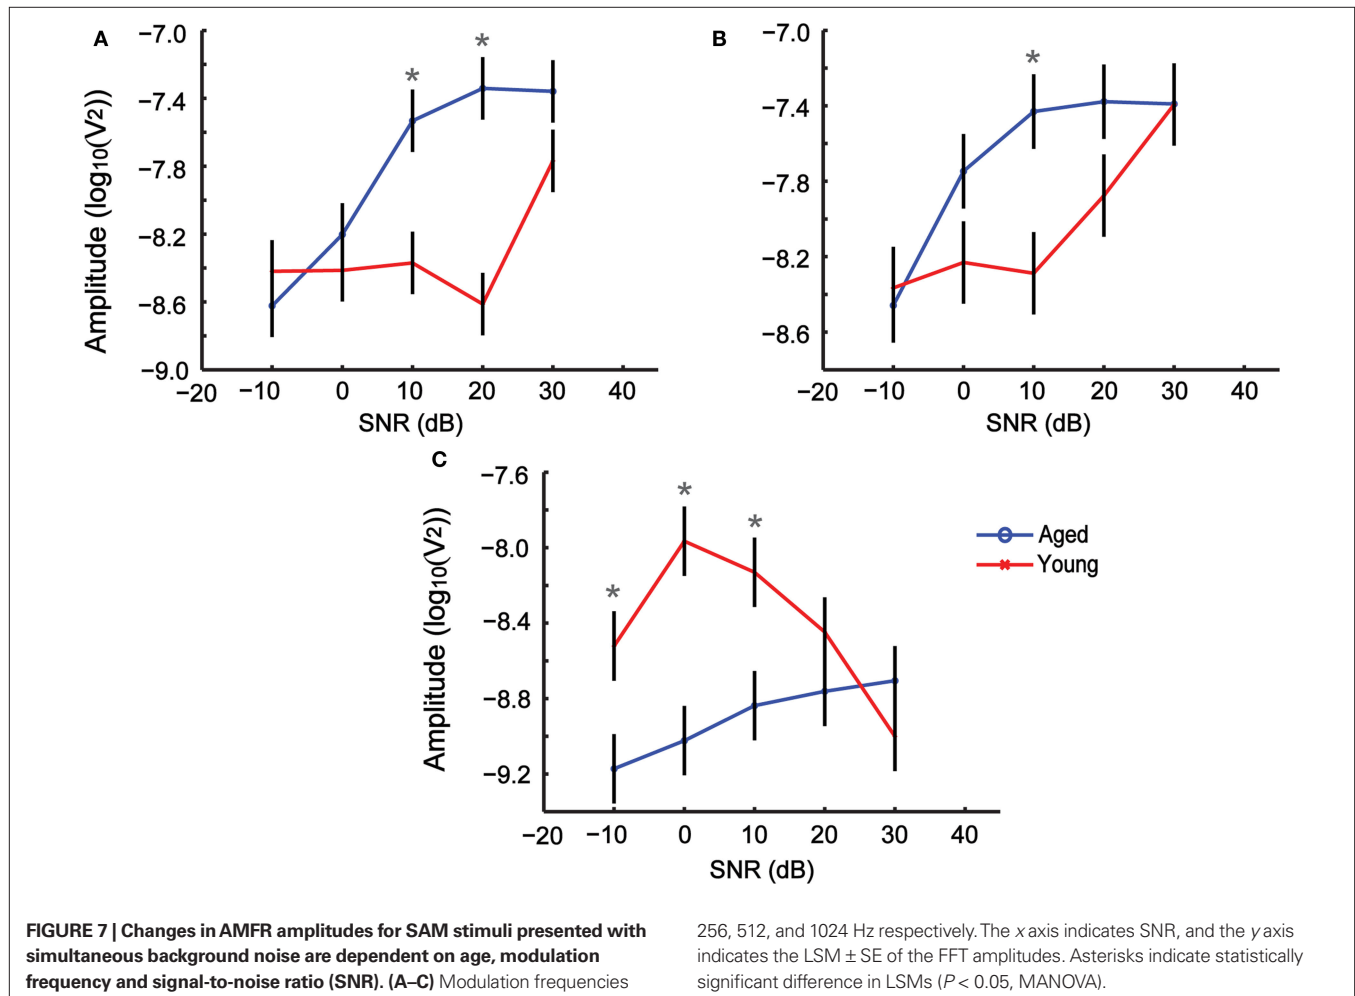 A
*
*
−7.0
−7.4
−7.8
−8.2
−8.6
−9.0
Amplitude (log10(V2))
−20 −10 0 10 20 30 40
SNR (dB)
B
*
−7.0
−7.4
−7.8
−8.2
−8.6
−20 −10 0 10 20 30 40
SNR (dB)
C
*
*
*
−7.6
−8.0
−8.4
−8.8
−9.2
Amplitude (log10(V2))
−20 −10 0 10 20 30 40
SNR (dB)
Aged
Young
FIGURE 7 | Changes in AMFR amplitudes for SAM stimuli presented with
simultaneous background noise are dependent on age, modulation
frequency and signal-to-noise ratio (SNR). (A–C) Modulation frequencies
256, 512, and 1024 Hz respectively. The x axis indicates SNR, and the y axis
indicates the LSM ± SE of the FFT amplitudes. Asterisks indicate statistically
significant difference in LSMs (P < 0.05, MANOVA).